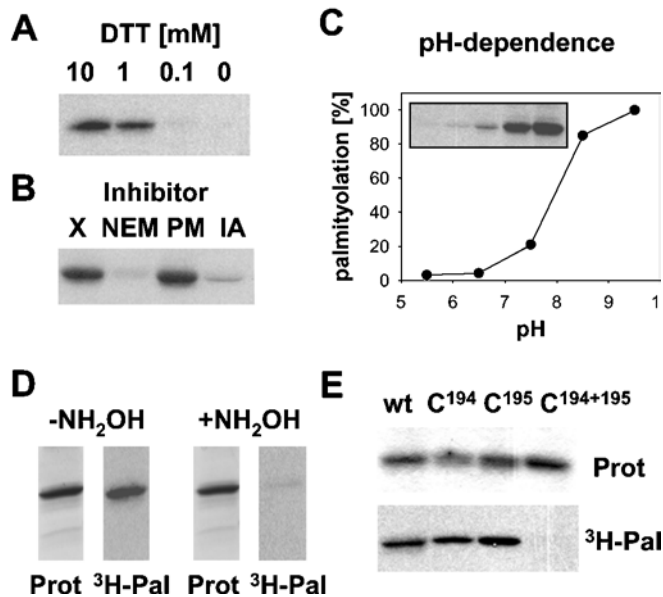 A
DTT [mM]
10 1 0.1 0
B
Inhibitor
X NEM PM IA
C
pH-dependence
palmityolation [%]
100
80
60
40
20
0
5 6 7 8 9 1
pH
D
-NH₂OH +NH₂OH
Prot ³H-Pal Prot ³H-Pal
E
wt C¹⁹⁴ C¹⁹⁵ C¹⁹⁴⁺¹⁹⁵
Prot
³H-Pal